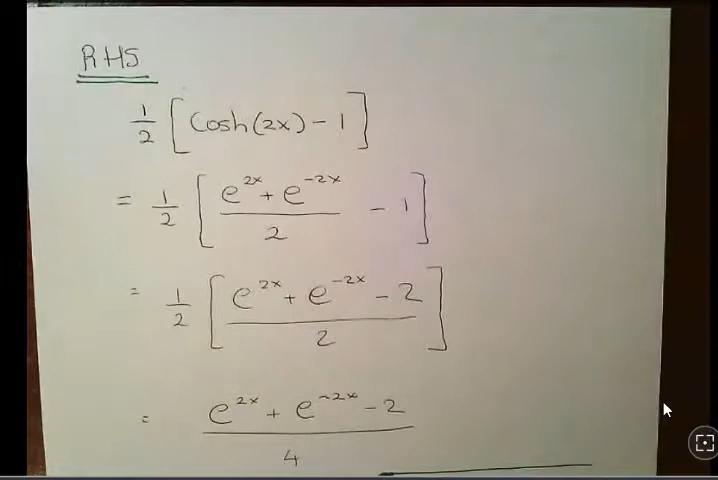 RHS
1/2 [Cosh(2x) - 1]
= 1/2 [(e^{2x} + e^{-2x})/2 - 1]
= 1/2 [(e^{2x} + e^{-2x} - 2)/2]
= (e^{2x} + e^{-2x} - 2)/4